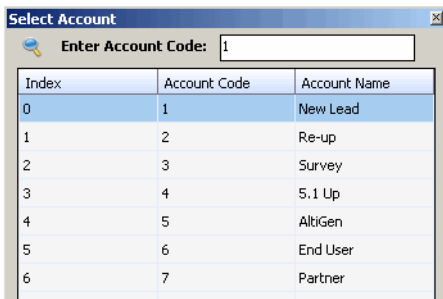 Select Account
Enter Account Code: 1
Index Account Code Account Name
0 1 New Lead
1 2 Re-up
2 3 Survey
3 4 5.1 Up
4 5 AltiGen
5 6 End User
6 7 Partner